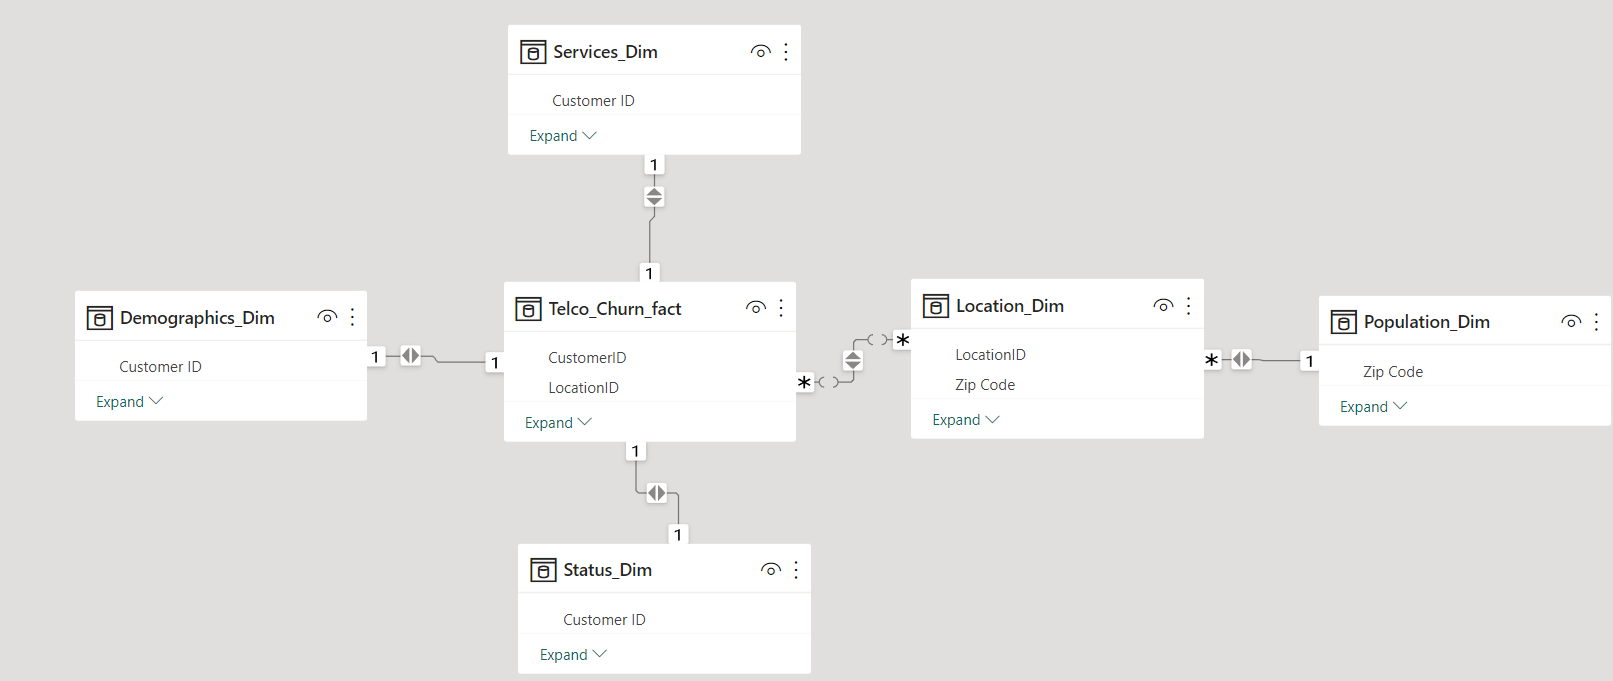 Services_Dim
Customer ID
Expand
1
1
Demographics_Dim
Customer ID
Expand
1
1
Telco_Churn_fact
CustomerID
LocationID
Expand
*
*
Location_Dim
LocationID
Zip Code
Expand
*
1
Population_Dim
Zip Code
Expand
1
1
Status_Dim
Customer ID
Expand